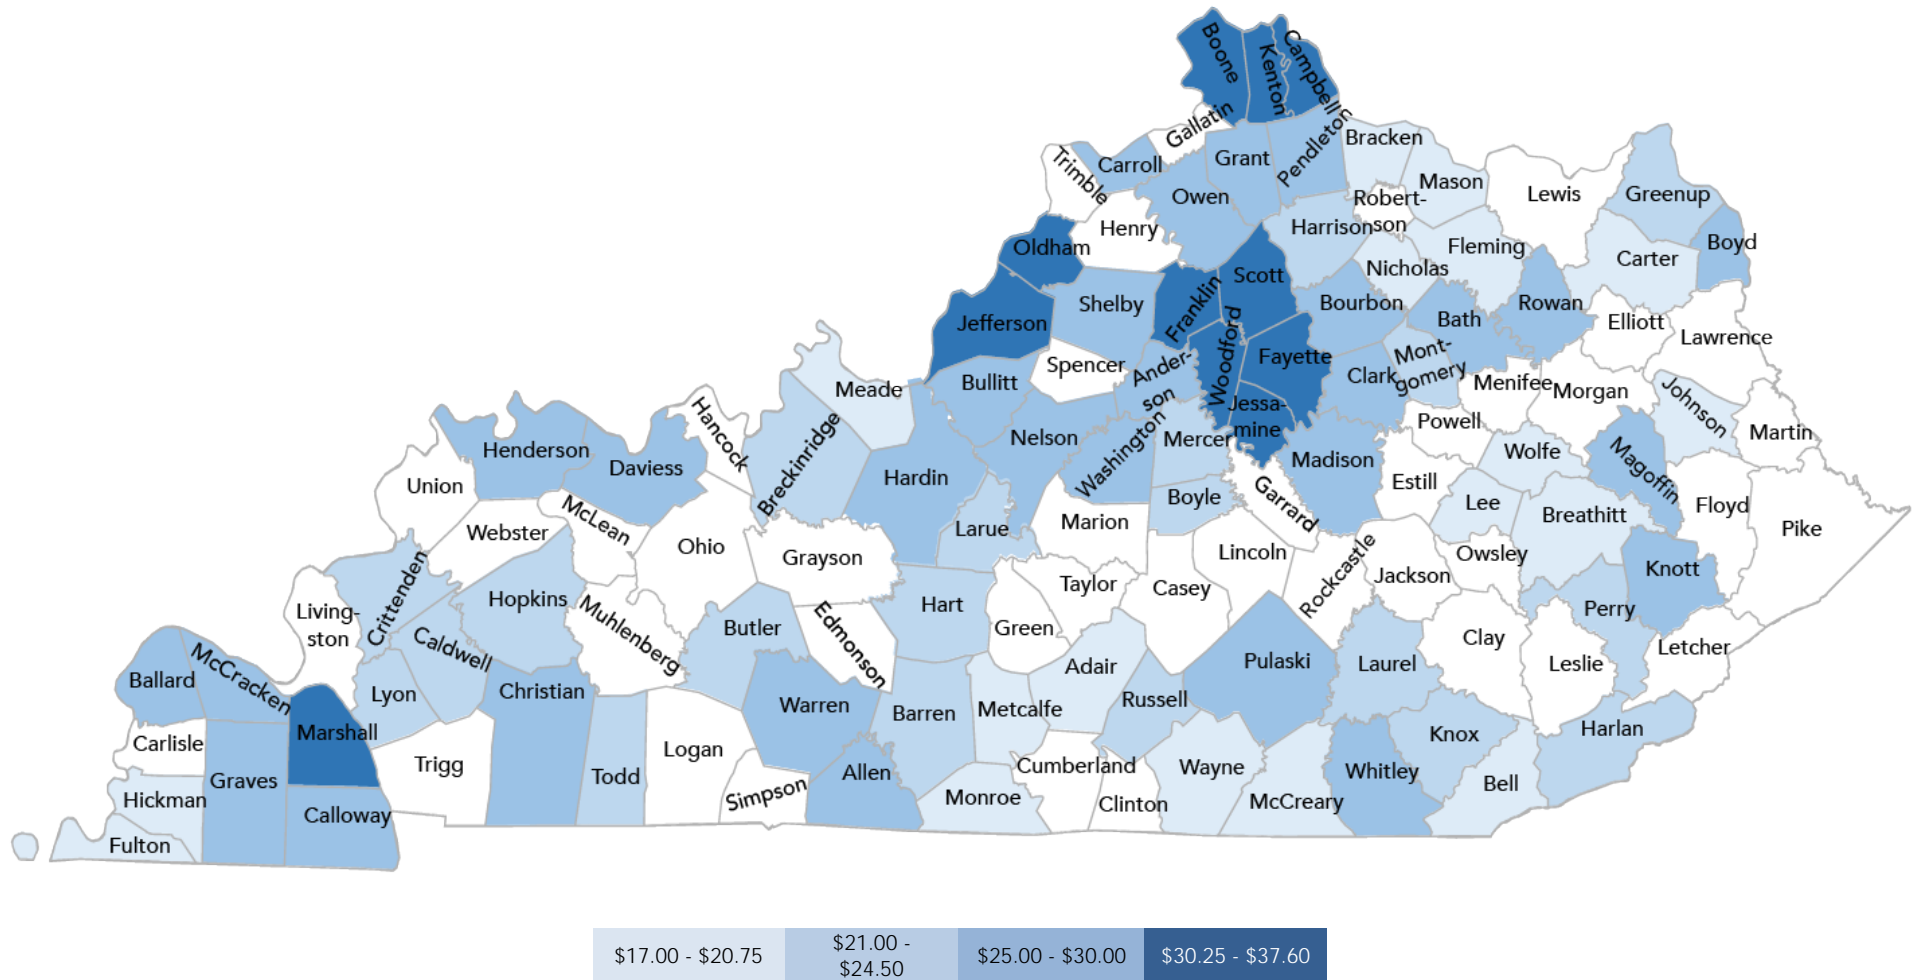 Boone
Kenton
Campbell
Gallatin
Pendleton
Bracken
Grant
Carroll
Trimble
Mason
Owen
Robert-
son
Lewis
Greenup
Henry
Harrison
Oldham
Fleming
Boyd
Carter
Nicholas
Scott
Franklin
Shelby
Bourbon
Rowan
Bath
Elliott
Jefferson
Woodford
Lawrence
Fayette
Mont-
gomery
Spencer
Ander-
son
Clark
Menifee
Morgan
Johnson
Bullitt
Meade
Jessa-
mine
Powell
Martin
Hancock
Nelson
Washington
Mercer
Henderson
Breckinridge
Wolfe
Madison
Magoffin
Daviess
Hardin
Estill
Union
Boyle
Garrard
Lee
Floyd
Breathitt
Pike
McLean
Larue
Marion
Webster
Ohio
Grayson
Lincoln
Owsley
Rockcastle
Jackson
Knott
Crittenden
Taylor
Casey
Hopkins
Hart
Perry
Living-
ston
Muhlenberg
Butler
Edmonson
Green
Clay
Letcher
Caldwell
Adair
Pulaski
Laurel
Leslie
McCracken
Ballard
Lyon
Christian
Warren
Barren
Metcalfe
Russell
Marshall
Harlan
Knox
Carlisle
Logan
Trigg
Cumberland
Wayne
Whitley
Graves
Todd
Allen
Bell
Simpson
Monroe
Clinton
McCreary
Hickman
Calloway
Fulton
$17.00 - $20.75
$21.00 -
$24.50
$25.00 - $30.00
$30.25 - $37.60